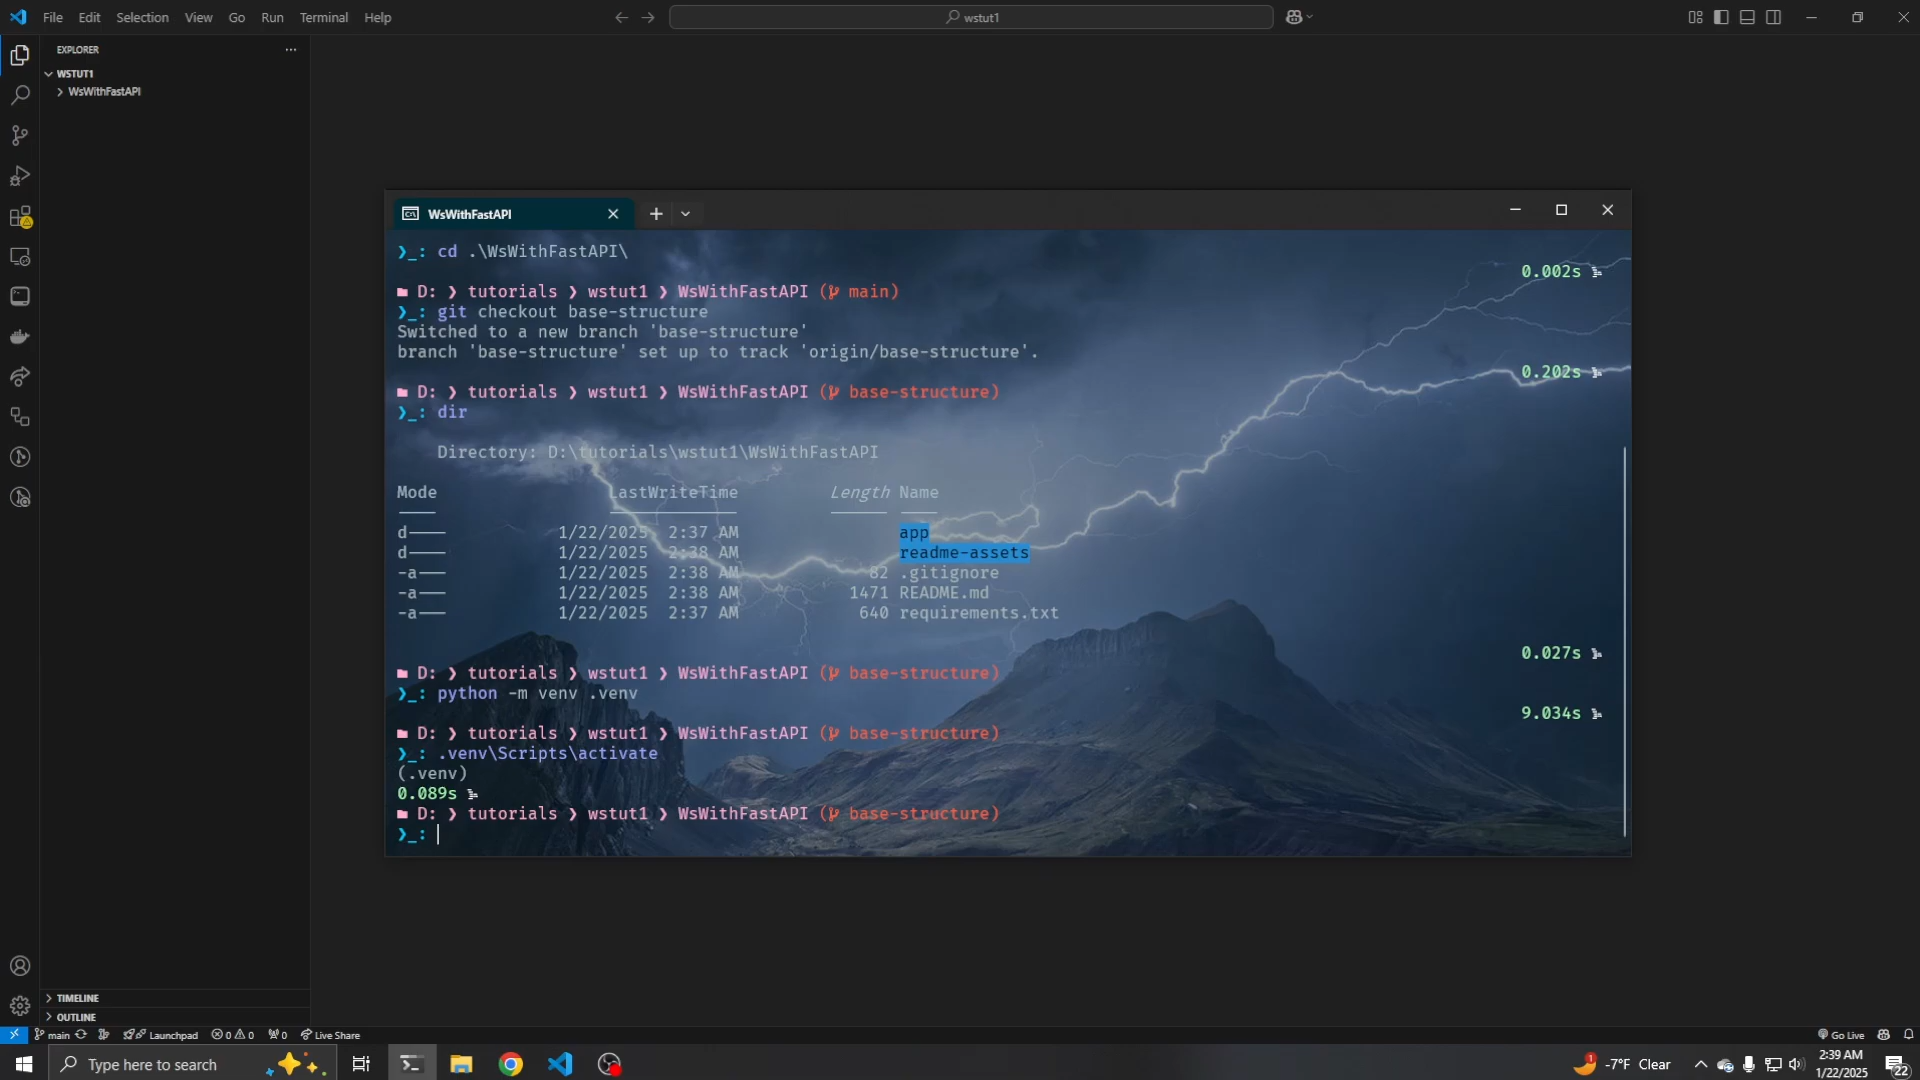 File Edit Selection View Go Run Terminal Help
wstut1
EXPLORER
WSTUT1
WsWithFastAPI
WsWithFastAPI
❯_: cd .\WsWithFastAPI\
0.002s
D: ❯ tutorials ❯ wstut1 ❯ WsWithFastAPI ( main)
❯_: git checkout base-structure
Switched to a new branch 'base-structure'
branch 'base-structure' set up to track 'origin/base-structure'.
0.202s
D: ❯ tutorials ❯ wstut1 ❯ WsWithFastAPI ( base-structure)
❯_: dir
Directory: D:\tutorials\wstut1\WsWithFastAPI
Mode LastWriteTime Length Name
d---- 1/22/2025 2:37 AM app
d---- 1/22/2025 2:38 AM readme-assets
-a--- 1/22/2025 2:38 AM 82 .gitignore
-a--- 1/22/2025 2:38 AM 1471 README.md
-a--- 1/22/2025 2:37 AM 640 requirements.txt
0.027s
D: ❯ tutorials ❯ wstut1 ❯ WsWithFastAPI ( base-structure)
❯_: python -m venv .venv
9.034s
D: ❯ tutorials ❯ wstut1 ❯ WsWithFastAPI ( base-structure)
❯_: .venv\Scripts\activate
(.venv)
0.089s
D: ❯ tutorials ❯ wstut1 ❯ WsWithFastAPI ( base-structure)
❯_:
TIMELINE
OUTLINE
main Launchpad 0 0 0 Live Share Go Live
Type here to search
1 -7°F Clear
2:39 AM
1/22/2025
22